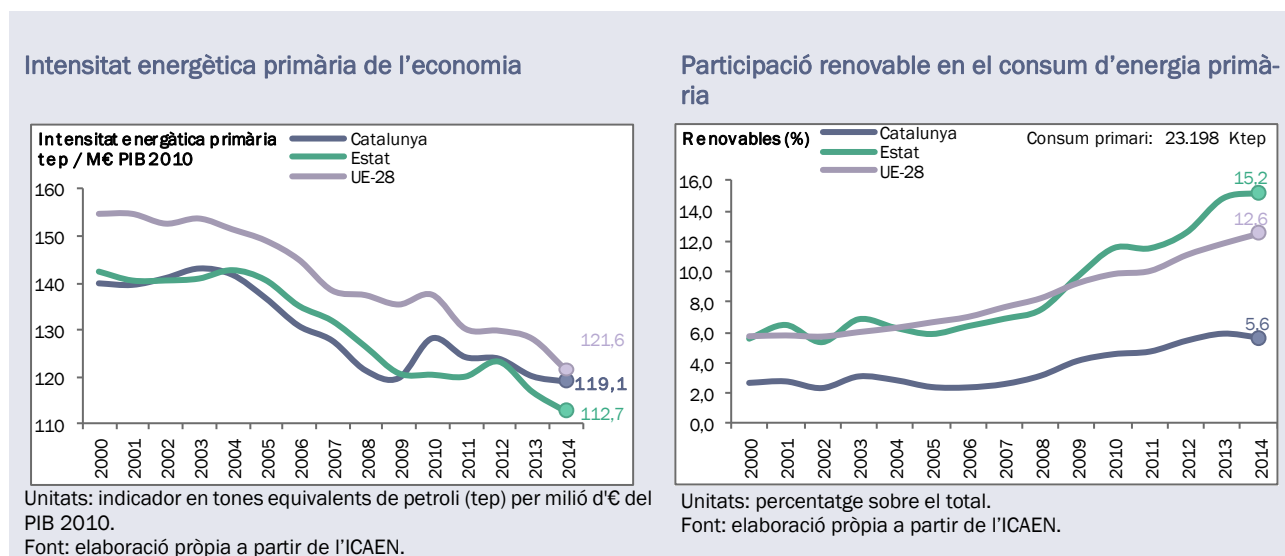 Intensitat energètica primària de l'economia
Intensitat energàtica primària
tep / M€ PIB 2010
Catalunya
Estat
UE-28
160
150
140
130
120
110
121,6
119,1
112,7
2000
2001
2002
2003
2004
2005
2006
2007
2008
2009
2010
2011
2012
2013
2014
Unitats: indicador en tones equivalents de petroli (tep) per milió d'€ del
PIB 2010.
Font: elaboració pròpia a partir de l'ICAEN.
Participació renovable en el consum d'energia primà-
ria
Renovables (%)
Catalunya
Estat
UE-28
Consum primari: 23.198 Ktep
16,0
14,0
12,0
10,0
8,0
6,0
4,0
2,0
0,0
15,2
12,6
5,6
2000
2001
2002
2003
2004
2005
2006
2007
2008
2009
2010
2011
2012
2013
2014
Unitats: percentatge sobre el total.
Font: elaboració pròpia a partir de l'ICAEN.